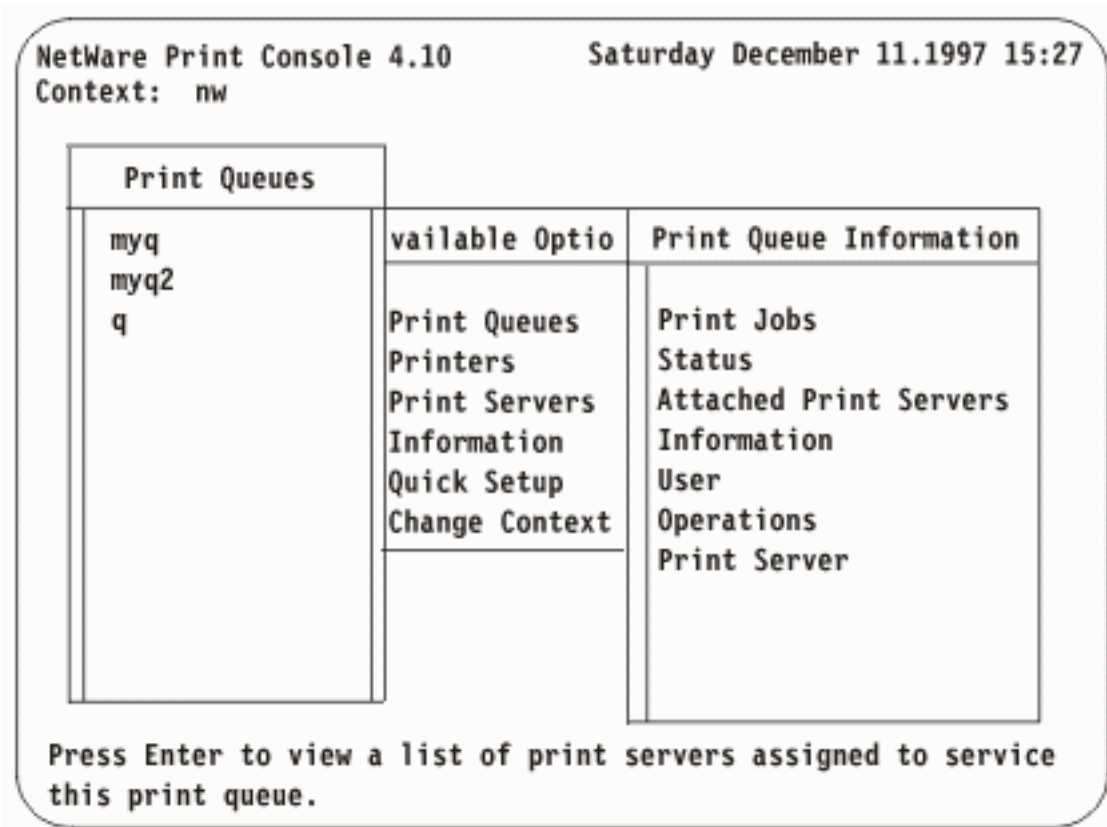 NetWare Print Console 4.10 Saturday December 11.1997 15:27
Context: nw
Print Queues
myq
myq2
q
vailable Optio
Print Queues
Printers
Print Servers
Information
Quick Setup
Change Context
Print Queue Information
Print Jobs
Status
Attached Print Servers
Information
User
Operations
Print Server
Press Enter to view a list of print servers assigned to service
this print queue.